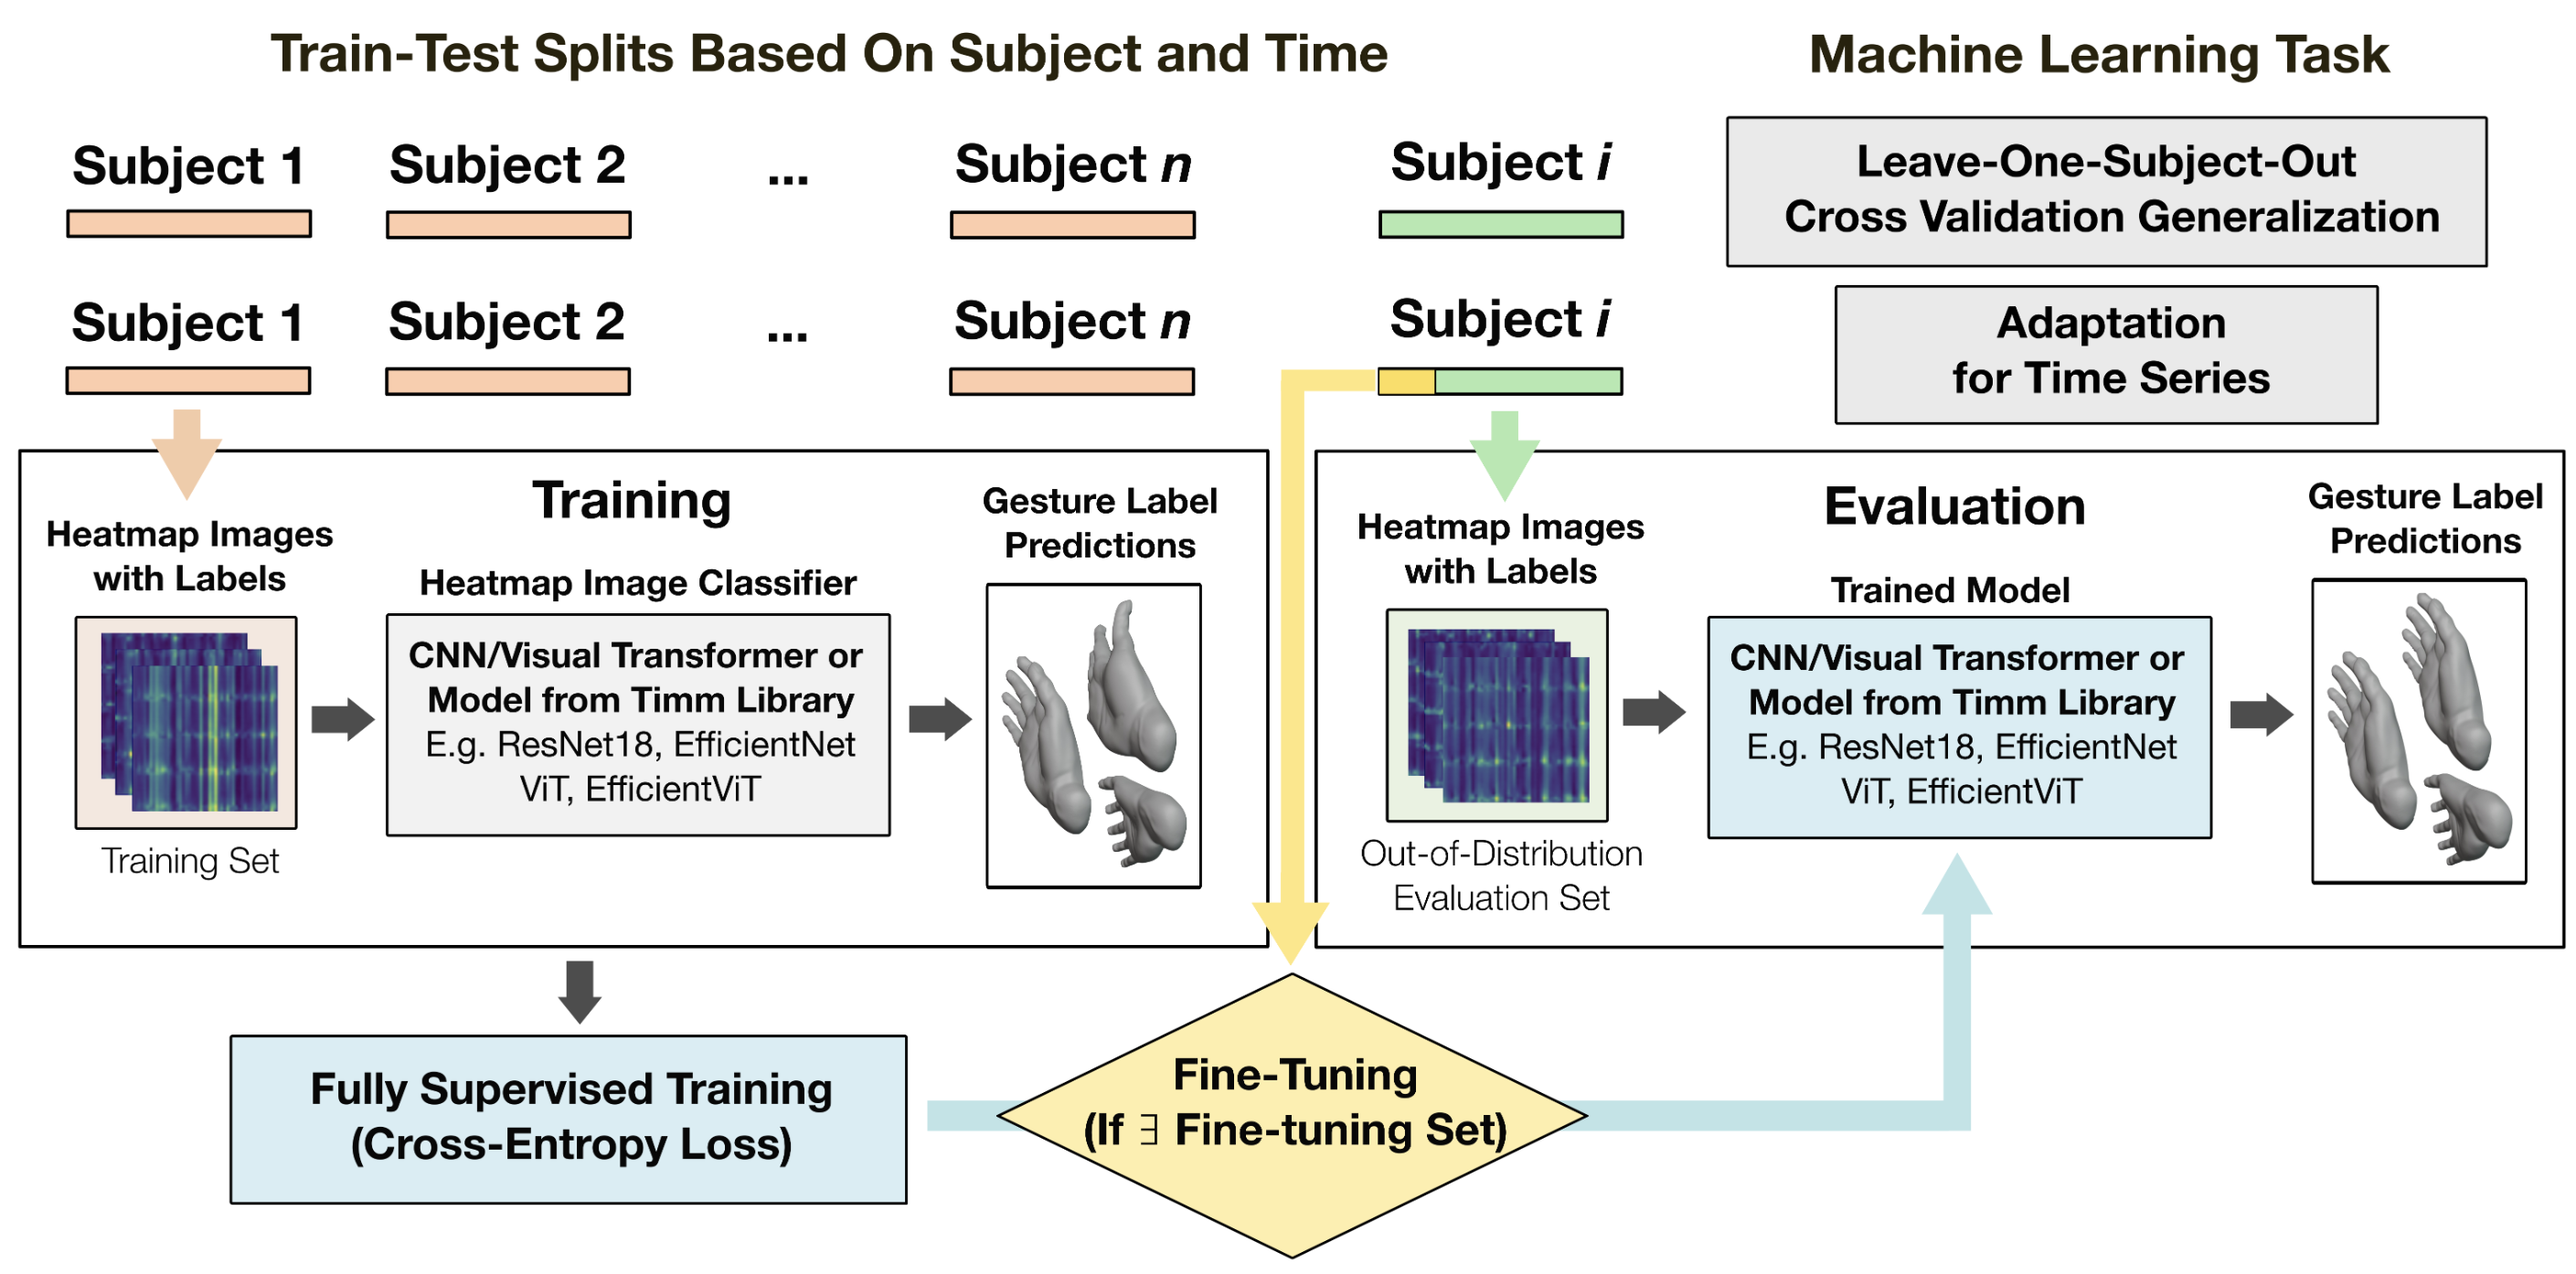 Train-Test Splits Based On Subject and Time
Machine Learning Task
Subject 1
Subject 2
...
Subject n
Subject i
Leave-One-Subject-Out
Cross Validation Generalization
Subject 1
Subject 2
...
Subject n
Subject i
Adaptation
for Time Series
Training
Heatmap Images
with Labels
Training Set
Heatmap Image Classifier
CNN/Visual Transformer or
Model from Timm Library
E.g. ResNet18, EfficientNet
ViT, EfficientViT
Gesture Label
Predictions
Evaluation
Heatmap Images
with Labels
Out-of-Distribution
Evaluation Set
Trained Model
CNN/Visual Transformer or
Model from Timm Library
E.g. ResNet18, EfficientNet
ViT, EfficientViT
Gesture Label
Predictions
Fully Supervised Training
(Cross-Entropy Loss)
Fine-Tuning
(If ∃ Fine-tuning Set)